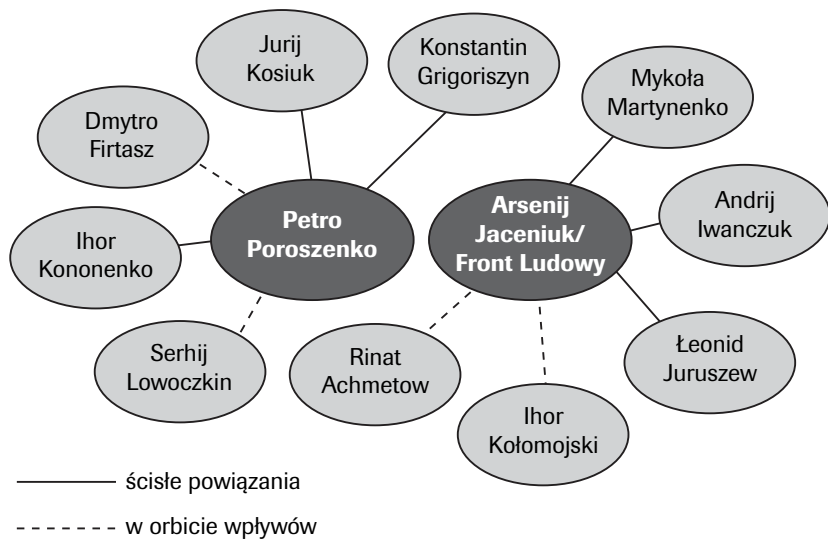 Jurij
Kosiuk
Konstantin
Grigoriszyn
Mykoła
Martynenko
Dmytro
Firtasz
Andrij
Iwanczuk
Petro
Poroszenko
Arsenij
Jaceniuk/
Front Ludowy
Ihor
Kononenko
Serhij
Lowoczkin
Rinat
Achmetow
Łeonid
Juruszew
Ihor
Kołomojski
ścisłe powiązania
w orbicie wpływów